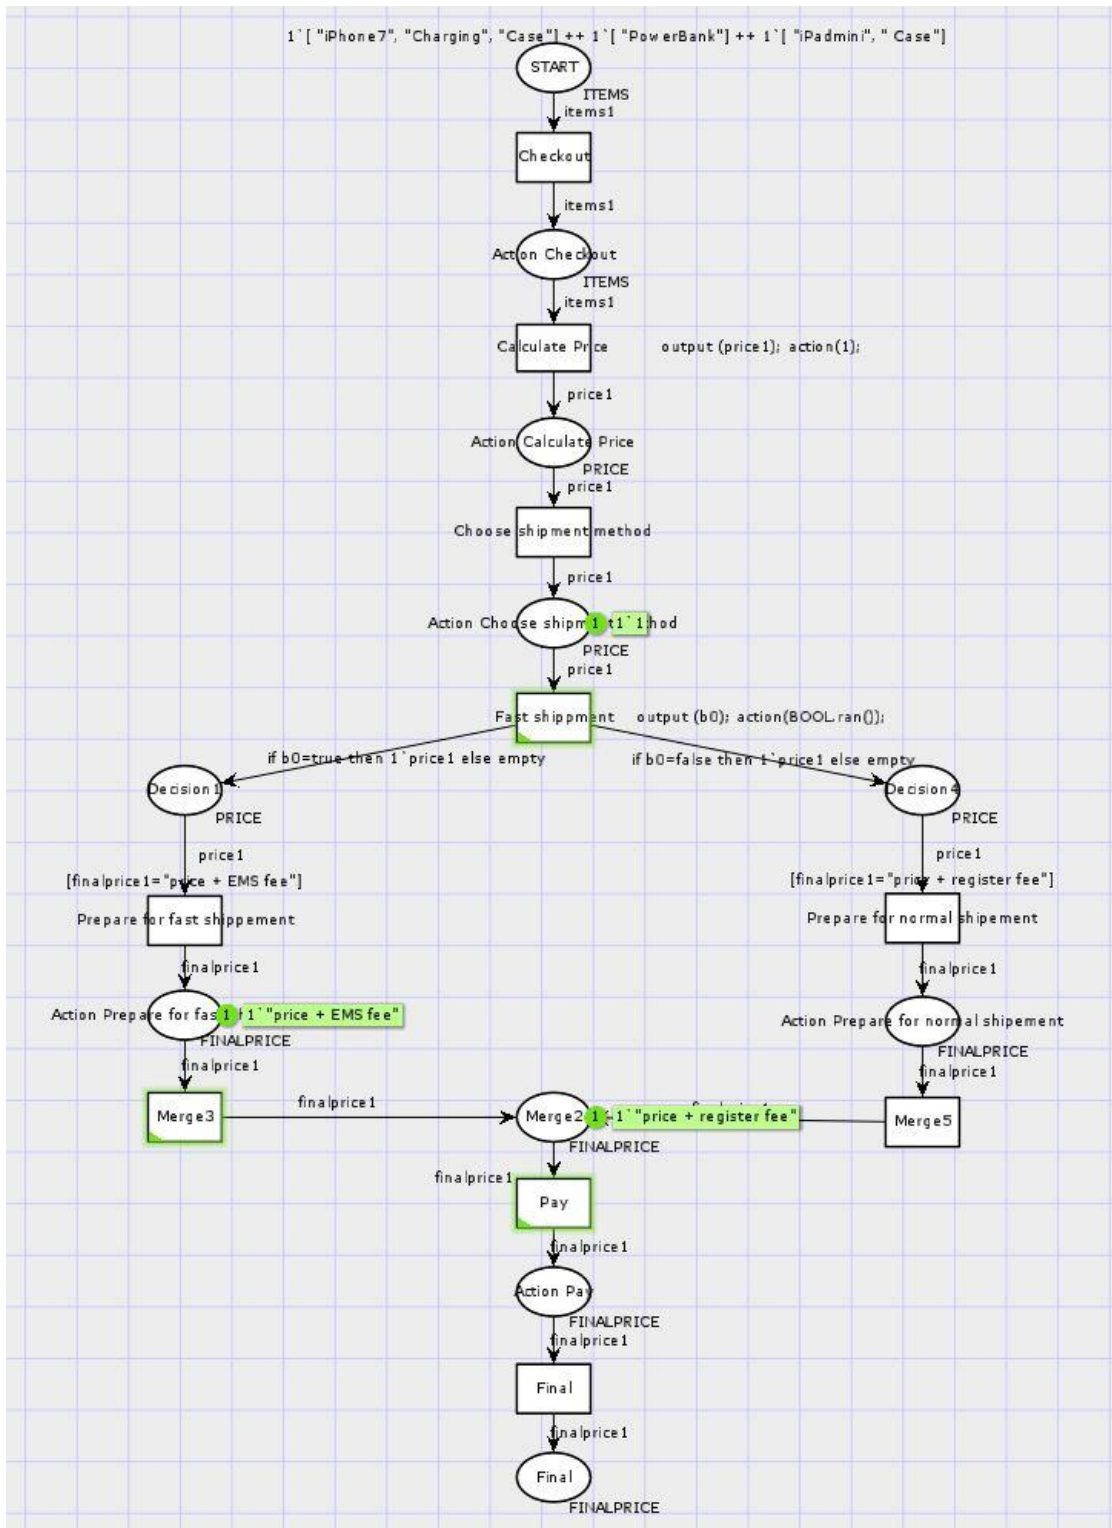 1`[ "iPhone7", "Charging", "Case"] ++ 1`[ "PowerBank"] ++ 1`[ "iPadmini", " Case"]
START
ITEMS
items1
Checkout
items1
Action Checkout
ITEMS
items1
Calculate Price output (price1); action(1);
price1
Action Calculate Price
PRICE
price1
Choose shipment method
price1
Action Choose 1 1`1
PRICE
price1
Fast shippment output (b0); action(BOOL.ran());
if b0=true then 1`price1 else empty if b0=false then 1`price1 else empty
Decision1 Decision4
PRICE PRICE
price1 price1
[finalprice1="price + EMS fee"] [finalprice1="price + register fee"]
Prepare for fast shippement Prepare for normal shipement
finalprice1 finalprice1
Action Prepare for 1 1`"price + EMS fee" Action Prepare for normal shipement
FINALPRICE FINALPRICE
finalprice1 finalprice1
finalprice1
Merge3 Merge2 1 1`"price + register fee" Merge5
FINALPRICE
finalprice1
Pay
finalprice1
Action Pay
FINALPRICE
finalprice1
Final
finalprice1
Final
FINALPRICE